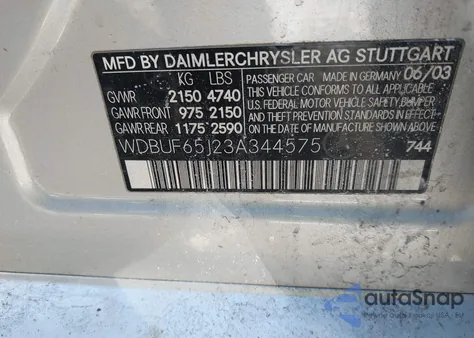 MFD BY DAIMLERCHRYSLER AG STUTTGART
KG LBS
GVWR 2150 4740
GAWR FRONT 975 2150
GAWR REAR 1175 2590
PASSENGER CAR MADE IN GERMANY 06/03
THIS VEHICLE CONFORMS TO ALL APPLICABLE
U.S. FEDERAL MOTOR VEHICLE SAFETY, BUMPER,
AND THEFT PREVENTION STANDARDS IN EFFECT
ON THE DATE OF MANUFACTURE SHOWN ABOVE.
WDBUF65J23A344575 744
autoSnap